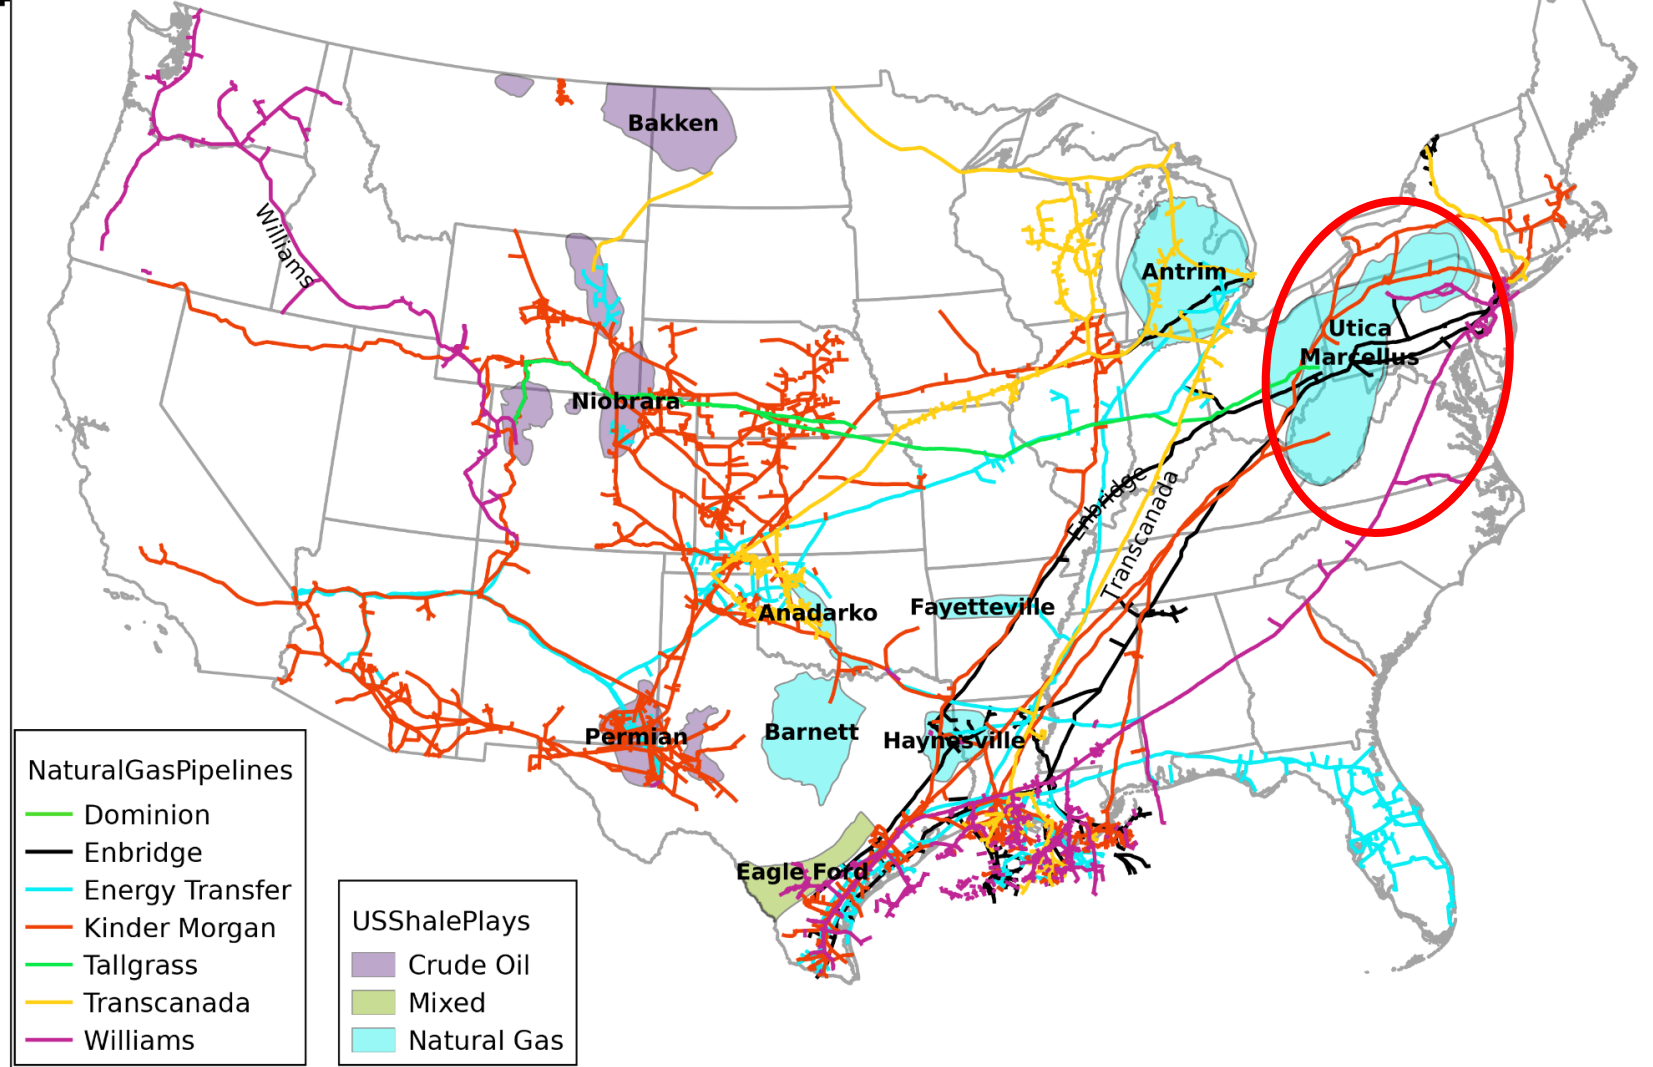 Bakken
Williams
Antrim
Utica
Marcellus
Niobrara
Enbridge
Transcanada
Anadarko
Fayetteville
Permian
Barnett
Haynesville
Eagle Ford
NaturalGasPipelines
Dominion
Enbridge
Energy Transfer
Kinder Morgan
Tallgrass
Transcanada
Williams
USShalePlays
Crude Oil
Mixed
Natural Gas